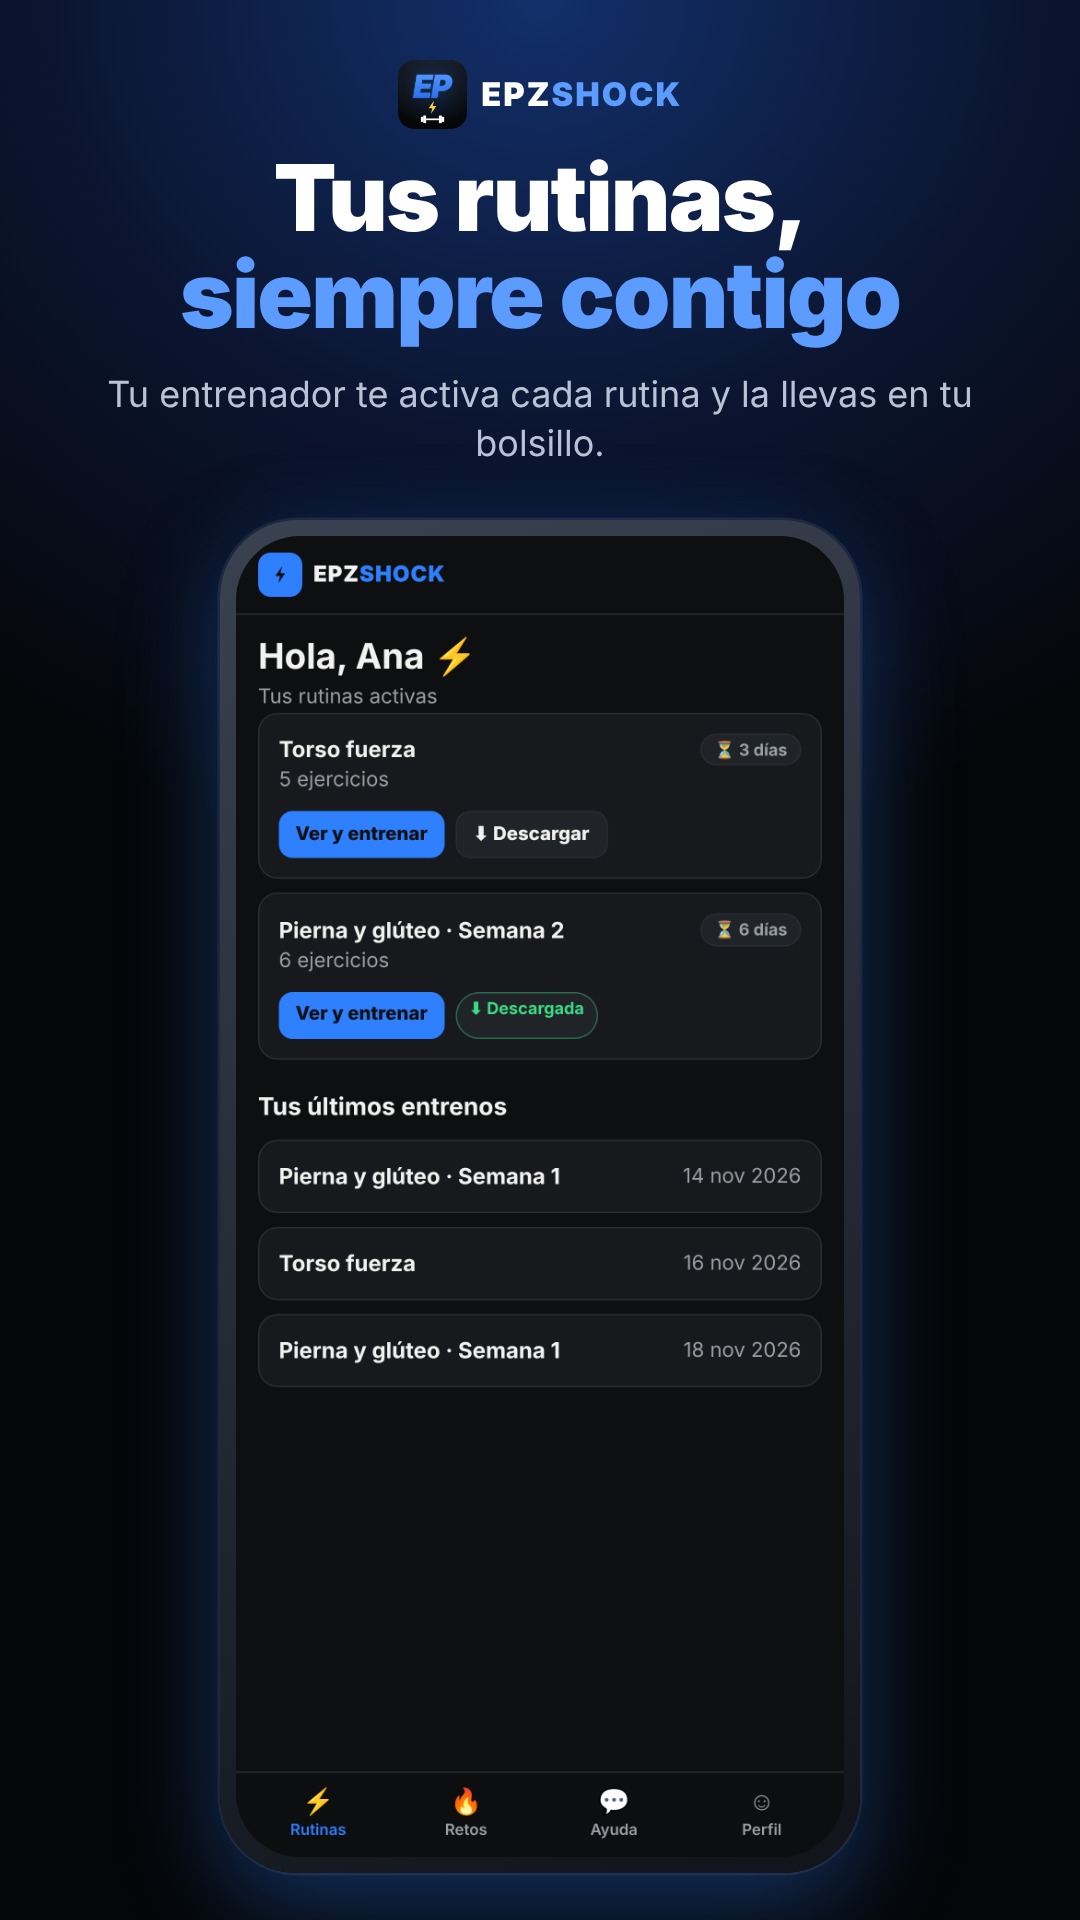 EP
EPZSHOCK
Tus rutinas,
siempre contigo
Tu entrenador te activa cada rutina y la llevas en tu
bolsillo.
EPZSHOCK
Hola, Ana ⚡
Tus rutinas activas
Torso fuerza
⏳ 3 días
5 ejercicios
Ver y entrenar
⬇ Descargar
Pierna y glúteo · Semana 2
⏳ 6 días
6 ejercicios
Ver y entrenar
⬇ Descargada
Tus últimos entrenos
Pierna y glúteo · Semana 1
14 nov 2026
Torso fuerza
16 nov 2026
Pierna y glúteo · Semana 1
18 nov 2026
Rutinas
Retos
Ayuda
Perfil